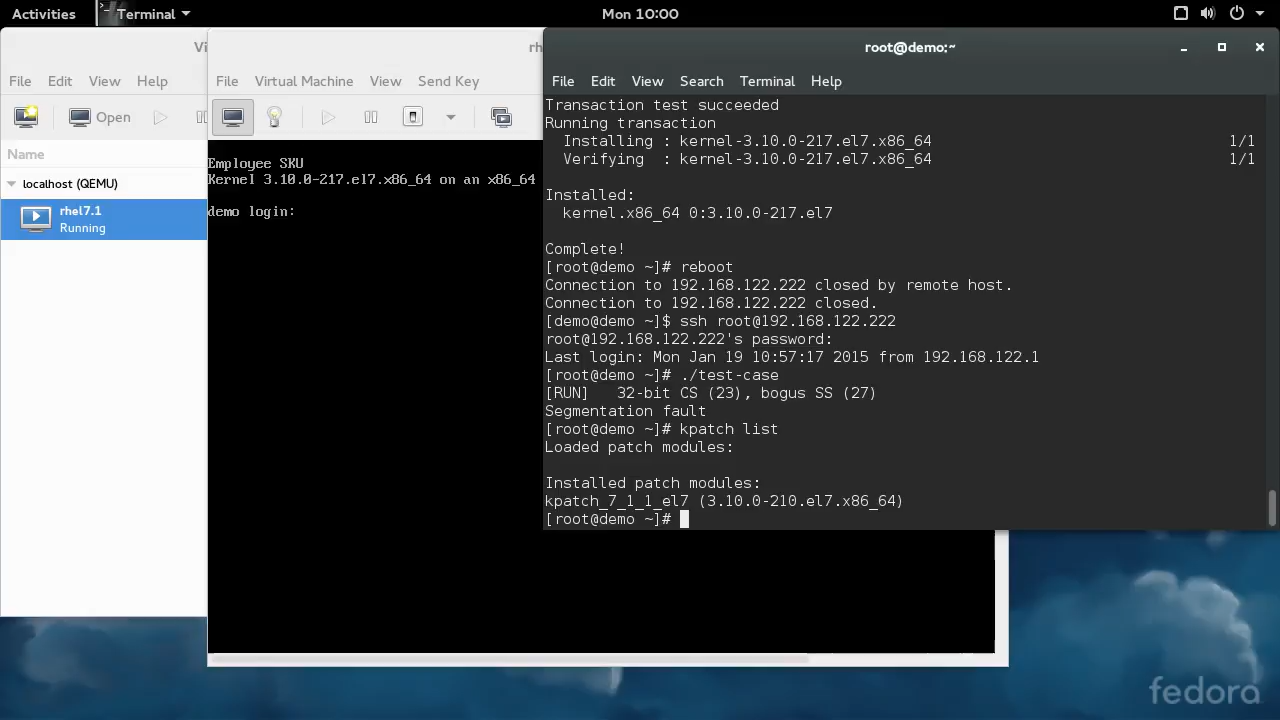 Activities
Terminal
Mon 10:00
Vi
File Edit View Help
Open
Name
localhost (QEMU)
rhel7.1
Running
rh
File Virtual Machine View Send Key
Employee SKU
Kernel 3.10.0-217.el7.x86_64 on an x86_64
demo login:
root@demo:~
File Edit View Search Terminal Help
Transaction test succeeded
Running transaction
Installing : kernel-3.10.0-217.el7.x86_64 1/1
Verifying : kernel-3.10.0-217.el7.x86_64 1/1
Installed:
kernel.x86_64 0:3.10.0-217.el7
Complete!
[root@demo ~]# reboot
Connection to 192.168.122.222 closed by remote host.
Connection to 192.168.122.222 closed.
[demo@demo ~]$ ssh root@192.168.122.222
root@192.168.122.222's password:
Last login: Mon Jan 19 10:57:17 2015 from 192.168.122.1
[root@demo ~]# ./test-case
[RUN] 32-bit CS (23), bogus SS (27)
Segmentation fault
[root@demo ~]# kpatch list
Loaded patch modules:
Installed patch modules:
kpatch_7_1_1_el7 (3.10.0-210.el7.x86_64)
[root@demo ~]#
fedora